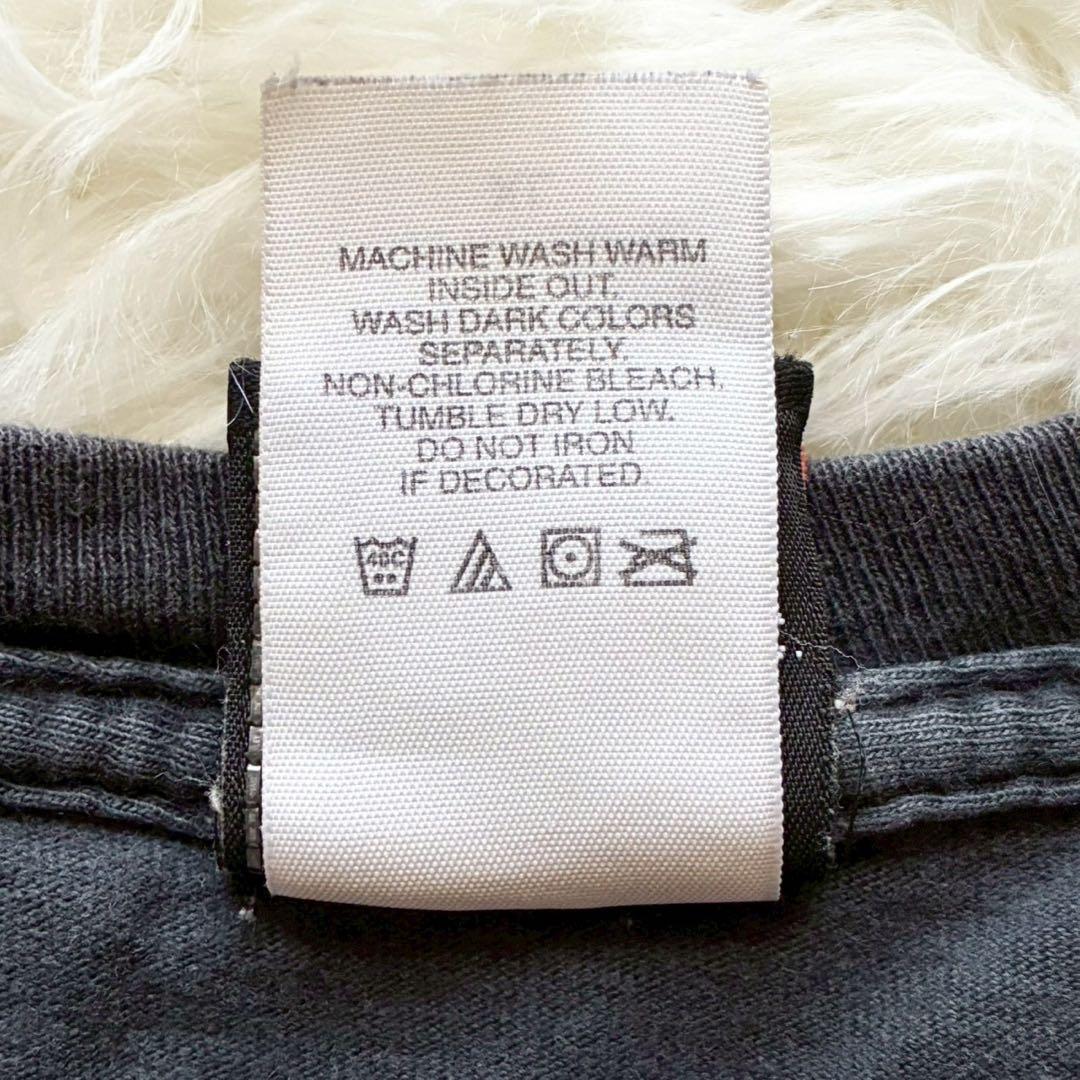 MACHINE WASH WARM
INSIDE OUT.
WASH DARK COLORS
SEPARATELY.
NON-CHLORINE BLEACH.
TUMBLE DRY LOW.
DO NOT IRON
IF DECORATED.
40C